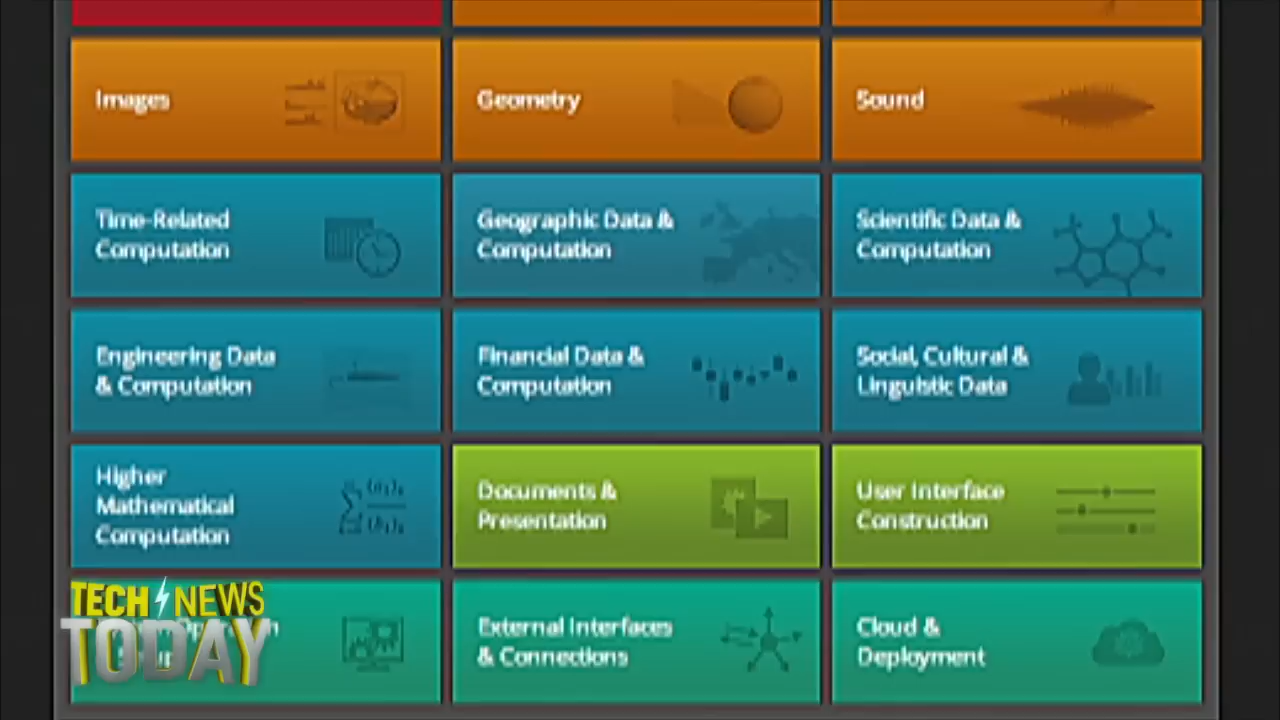 Images
Geometry
Sound
Time-Related
Computation
Geographic Data &
Computation
Scientific Data &
Computation
Engineering Data
& Computation
Financial Data &
Computation
Social, Cultural &
Linguistic Data
Higher
Mathematical
Computation
Documents &
Presentation
User Interface
Construction
TECH NEWS
TODAY
External Interfaces
& Connections
Cloud &
Deployment